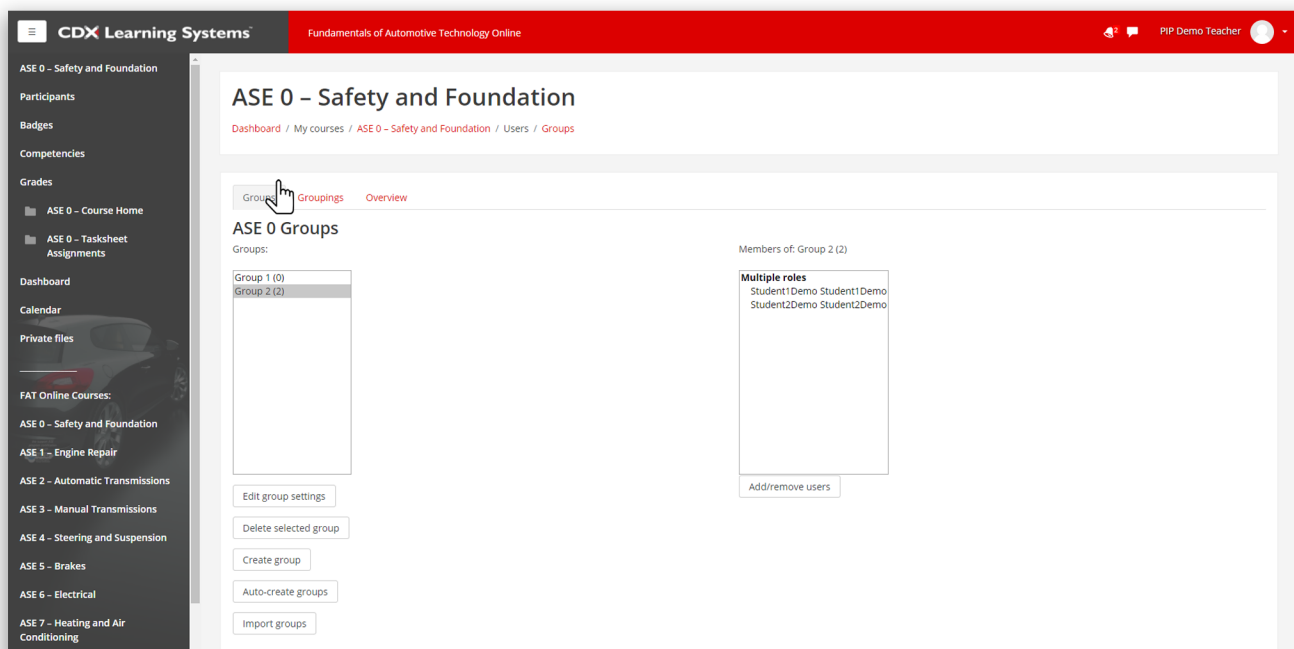 CDX Learning Systems™
Fundamentals of Automotive Technology Online
2
PIP Demo Teacher
ASE 0 – Safety and Foundation
Participants
Badges
Competencies
Grades
ASE 0 – Course Home
ASE 0 – Tasksheet
Assignments
Dashboard
Calendar
Private files
FAT Online Courses:
ASE 0 – Safety and Foundation
ASE 1 – Engine Repair
ASE 2 – Automatic Transmissions
ASE 3 – Manual Transmissions
ASE 4 – Steering and Suspension
ASE 5 – Brakes
ASE 6 – Electrical
ASE 7 – Heating and Air
Conditioning
ASE 0 – Safety and Foundation
Dashboard / My courses / ASE 0 – Safety and Foundation / Users / Groups
Groups Groupings Overview
ASE 0 Groups
Groups:
Group 1 (0)
Group 2 (2)
Edit group settings
Delete selected group
Create group
Auto-create groups
Import groups
Members of: Group 2 (2)
Multiple roles
Student1Demo Student1Demo
Student2Demo Student2Demo
Add/remove users